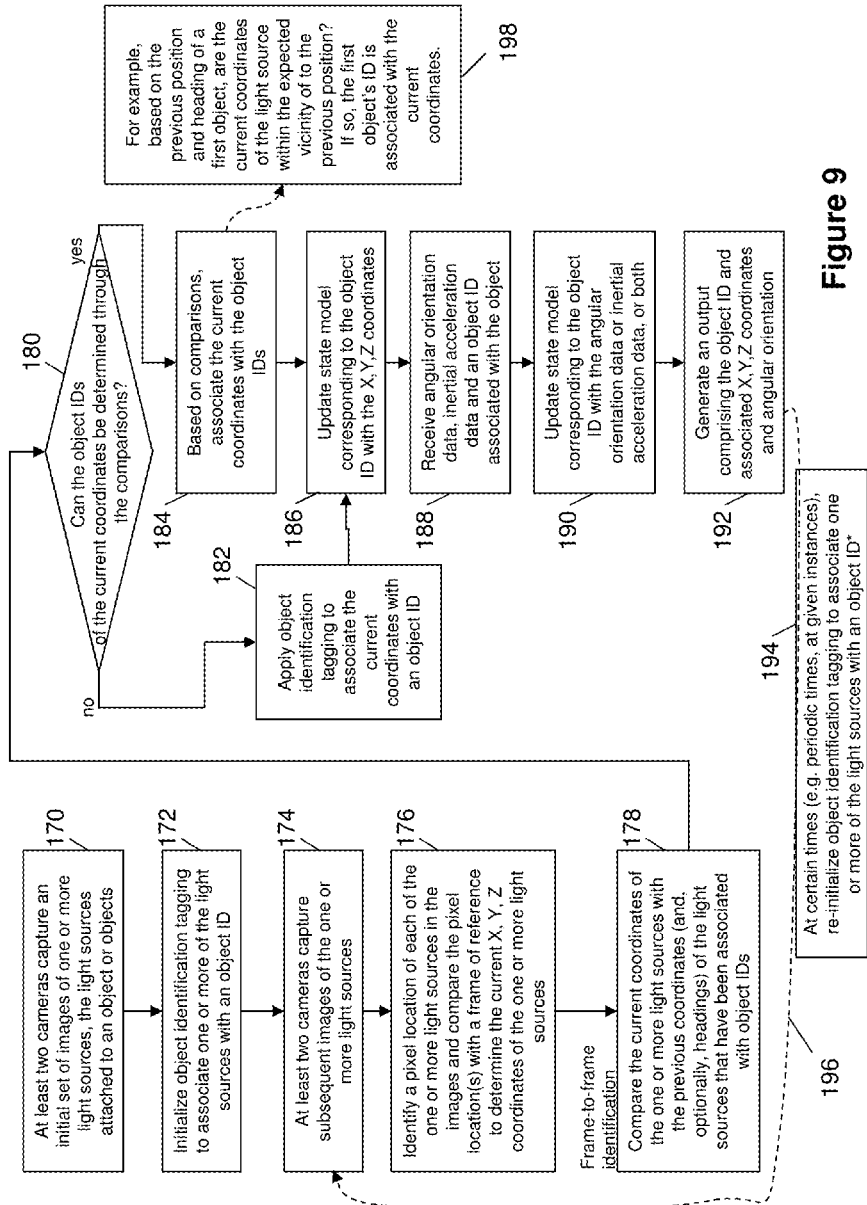 170
At least two cameras capture an
initial set of images of one or more
light sources, the light sources
attached to an object or objects
172
Initialize object identification tagging
to associate one or more of the light
sources with an object ID
174
At least two cameras capture
subsequent images of the one or
more light sources
176
Identify a pixel location of each of the
one or more light sources in the
images and compare the pixel
location(s) with a frame of reference
to determine the current X, Y, Z
coordinates of the one or more light
sources
Frame-to-frame
identification
178
Compare the current coordinates of
the one or more light sources with
the previous coordinates (and,
optionally, headings) of the light
sources that have been associated
with object IDs
180
Can the object IDs
of the current coordinates be determined through
the comparisons?
no
yes
182
Apply object
identification
tagging to
associate the
current
coordinates with
an object ID
184
Based on comparisons,
associate the current
coordinates with the object
IDs
186
Update state model
corresponding to the object
ID with the X,Y,Z coordinates
188
Receive angular orientation
data, inertial acceleration
data and an object ID
associated with the object
190
Update state model
corresponding to the object
ID with the angular
orientation data or inertial
acceleration data, or both
192
Generate an output
comprising the object ID and
associated X,Y,Z coordinates
and angular orientation
194
At certain times (e.g. periodic times, at given instances),
re-initialize object identification tagging to associate one
or more of the light sources with an object ID*
196
For example,
based on the
previous position
and heading of a
first object, are the
current coordinates
of the light source
within the expected
vicinity of to the
previous position?
If so, the first
object's ID is
associated with the
current
coordinates.
198
Figure 9